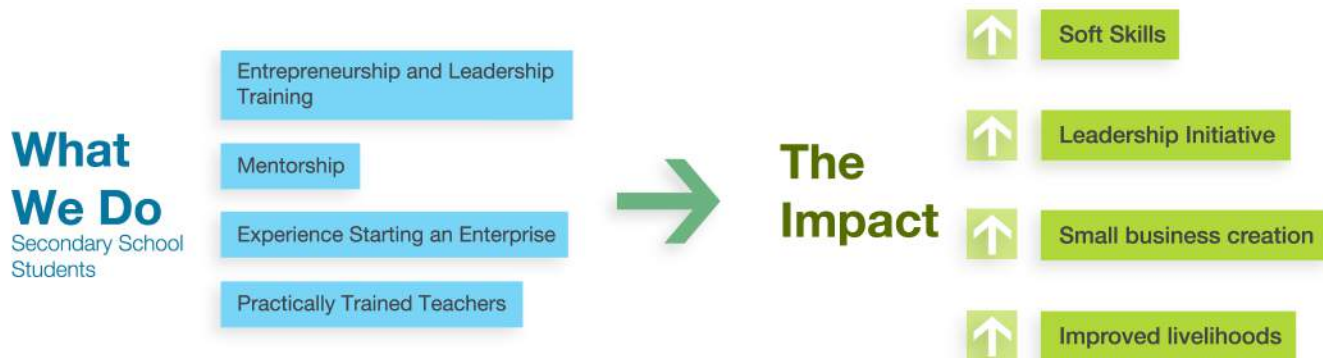 What
We Do
Secondary School
Students
Entrepreneurship and Leadership
Training
Mentorship
Experience Starting an Enterprise
Practically Trained Teachers
The
Impact
Soft Skills
Leadership Initiative
Small business creation
Improved livelihoods